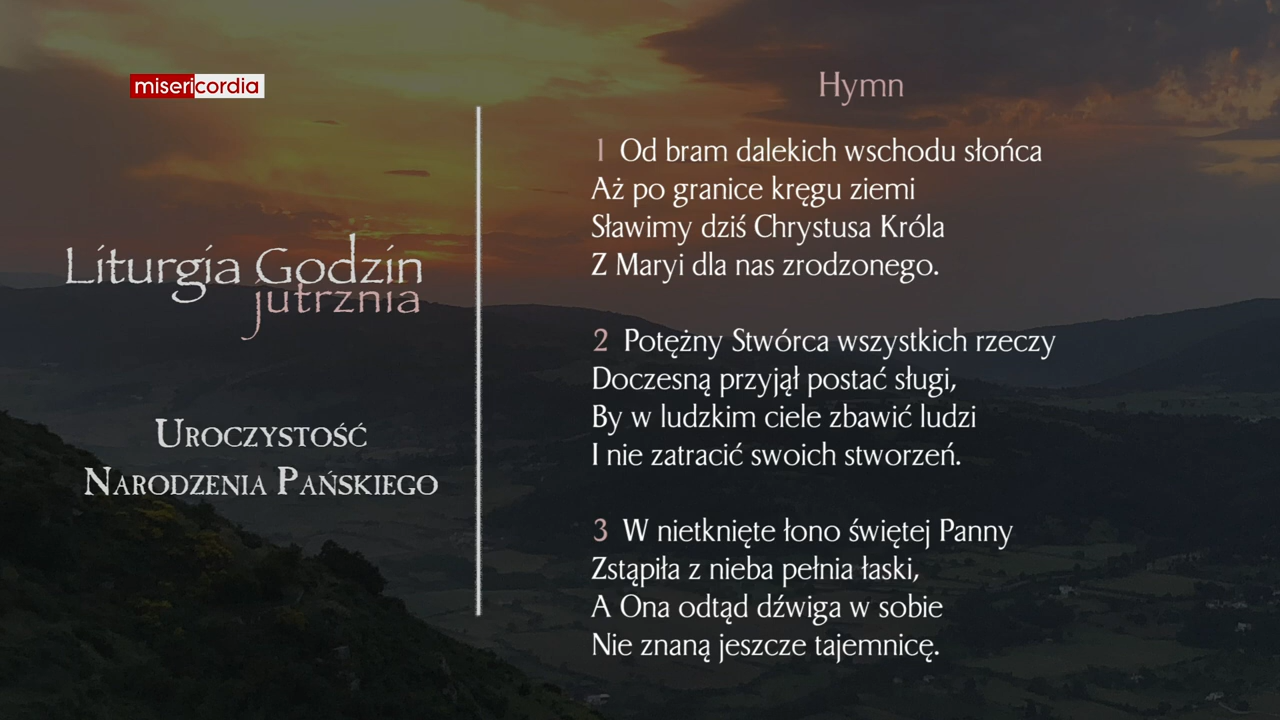 misericordia
Liturgia Godzin
jutrznia
Uroczystość
Narodzenia Pańskiego
Hymn
1 Od bram dalekich wschodu słońca
Aż po granice kręgu ziemi
Sławimy dziś Chrystusa Króla
Z Maryi dla nas zrodzonego.
2 Potężny Stwórca wszystkich rzeczy
Doczesną przyjął postać sługi,
By w ludzkim ciele zbawić ludzi
I nie zatracić swoich stworzeń.
3 W nietknięte łono świętej Panny
Zstąpiła z nieba pełnia łaski,
A Ona odtąd dźwiga w sobie
Nie znaną jeszcze tajemnicę.